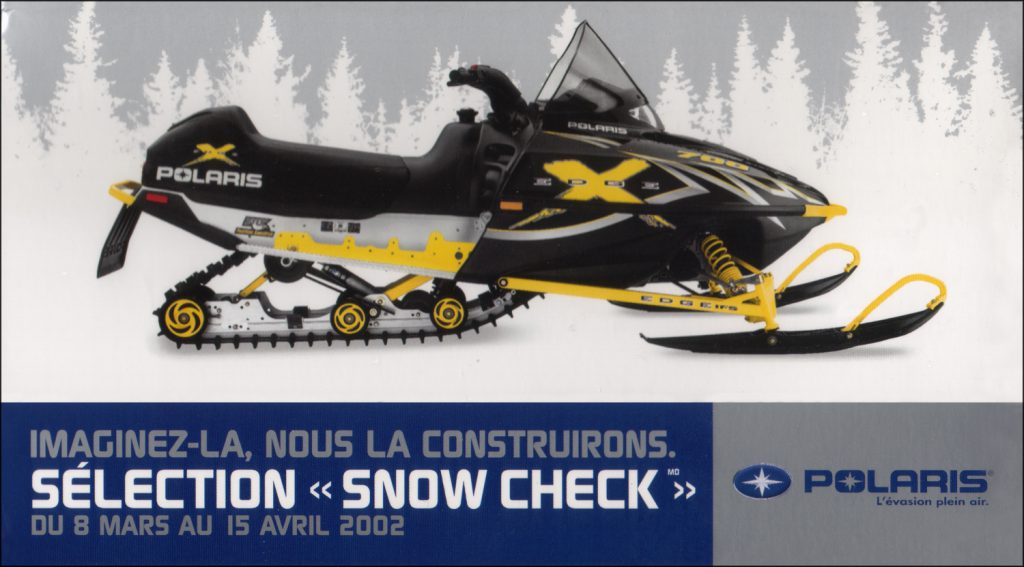 POLARIS
700
X
POLARIS
X
EDGE IFS
IMAGINEZ-LA, NOUS LA CONSTRUIRONS.
SÉLECTION « SNOW CHECK MD »
DU 8 MARS AU 15 AVRIL 2002
POLARIS®
L'évasion plein air.